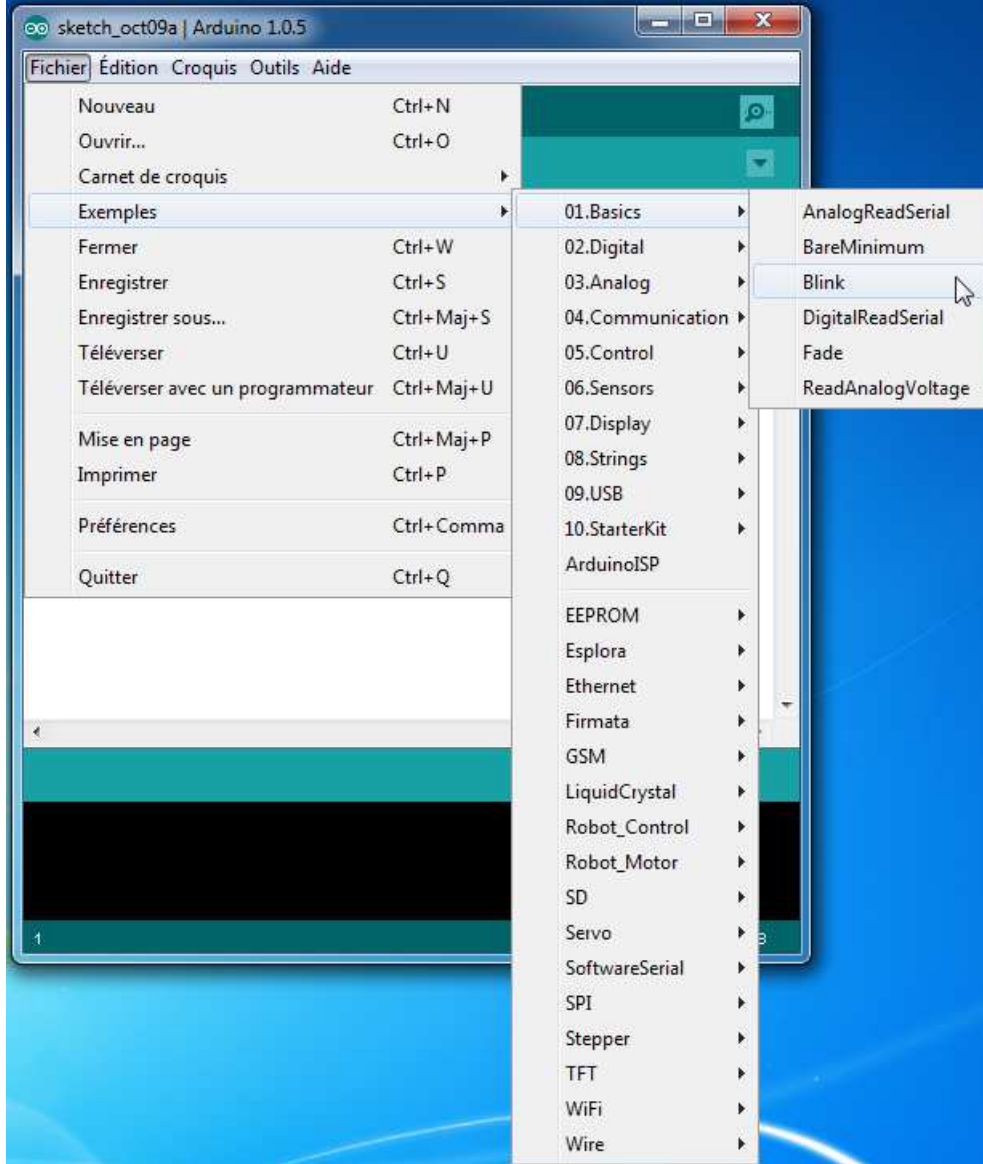 sketch_oct09a | Arduino 1.0.5
Fichier Édition Croquis Outils Aide
Nouveau Ctrl+N
Ouvrir... Ctrl+O
Carnet de croquis
Exemples
Fermer Ctrl+W
Enregistrer Ctrl+S
Enregistrer sous... Ctrl+Maj+S
Téléverser Ctrl+U
Téléverser avec un programmateur Ctrl+Maj+U
Mise en page Ctrl+Maj+P
Imprimer Ctrl+P
Préférences Ctrl+Comma
Quitter Ctrl+Q
01.Basics
02.Digital
03.Analog
04.Communication
05.Control
06.Sensors
07.Display
08.Strings
09.USB
10.StarterKit
ArduinoISP
EEPROM
Esplora
Ethernet
Firmata
GSM
LiquidCrystal
Robot_Control
Robot_Motor
SD
Servo
SoftwareSerial
SPI
Stepper
TFT
WiFi
Wire
AnalogReadSerial
BareMinimum
Blink
DigitalReadSerial
Fade
ReadAnalogVoltage
1